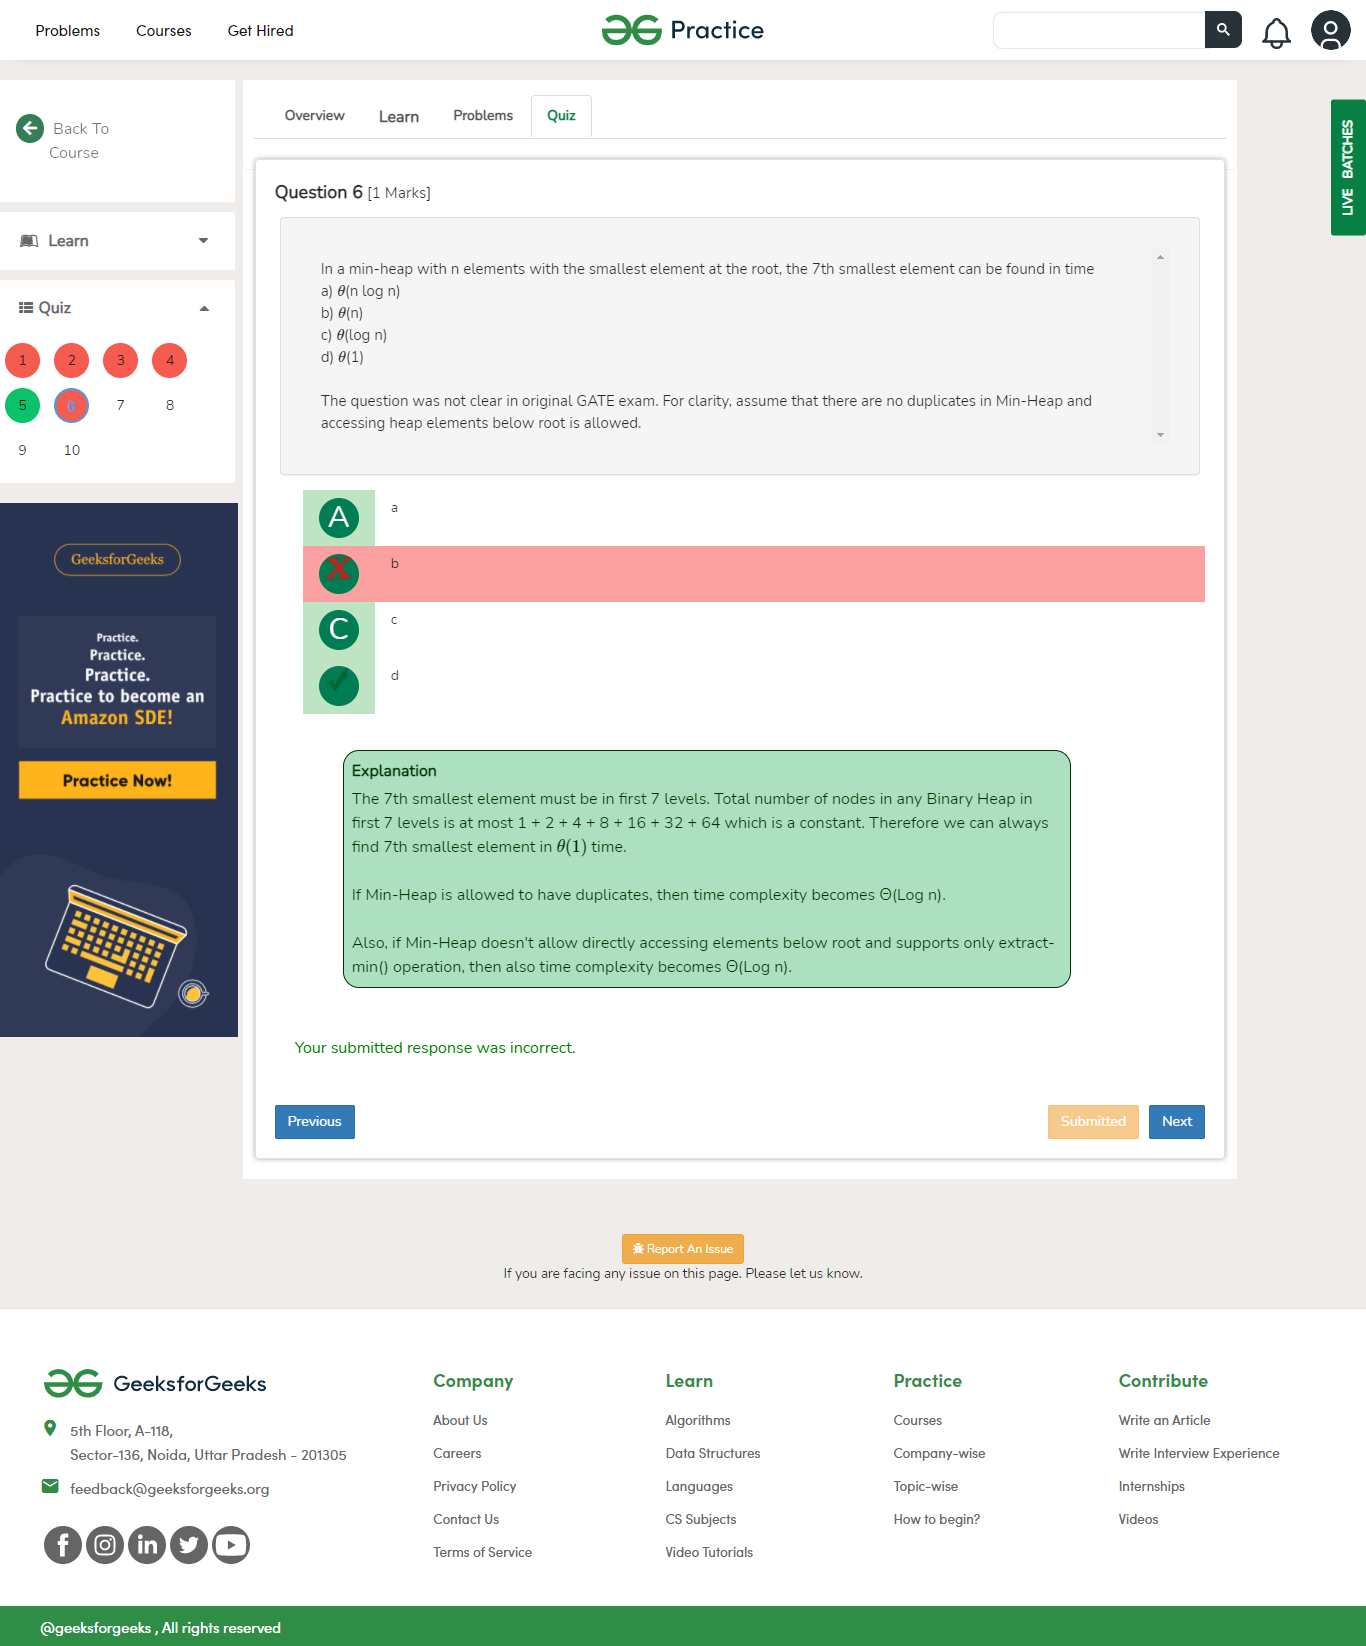 Problems Courses Get Hired
Practice
Back To
Course
Learn
Quiz
1 2 3 4
5 6 7 8
9 10
GeeksforGeeks
Practice.
Practice.
Practice.
Practice to become an
Amazon SDE!
Practice Now!
Overview Learn Problems Quiz
LIVE BATCHES
Question 6 [1 Marks]
In a min-heap with n elements with the smallest element at the root, the 7th smallest element can be found in time
a) θ(n log n)
b) θ(n)
c) θ(log n)
d) θ(1)
The question was not clear in original GATE exam. For clarity, assume that there are no duplicates in Min-Heap and
accessing heap elements below root is allowed.
A a
X b
C c
d
Explanation
The 7th smallest element must be in first 7 levels. Total number of nodes in any Binary Heap in
first 7 levels is at most 1 + 2 + 4 + 8 + 16 + 32 + 64 which is a constant. Therefore we can always
find 7th smallest element in θ(1) time.
If Min-Heap is allowed to have duplicates, then time complexity becomes Θ(Log n).
Also, if Min-Heap doesn't allow directly accessing elements below root and supports only extract-
min() operation, then also time complexity becomes Θ(Log n).
Your submitted response was incorrect.
Previous Submitted Next
Report An Issue
If you are facing any issue on this page. Please let us know.
GeeksforGeeks
5th Floor, A-118,
Sector-136, Noida, Uttar Pradesh - 201305
feedback@geeksforgeeks.org
Company
About Us
Careers
Privacy Policy
Contact Us
Terms of Service
Learn
Algorithms
Data Structures
Languages
CS Subjects
Video Tutorials
Practice
Courses
Company-wise
Topic-wise
How to begin?
Contribute
Write an Article
Write Interview Experience
Internships
Videos
@geeksforgeeks , All rights reserved